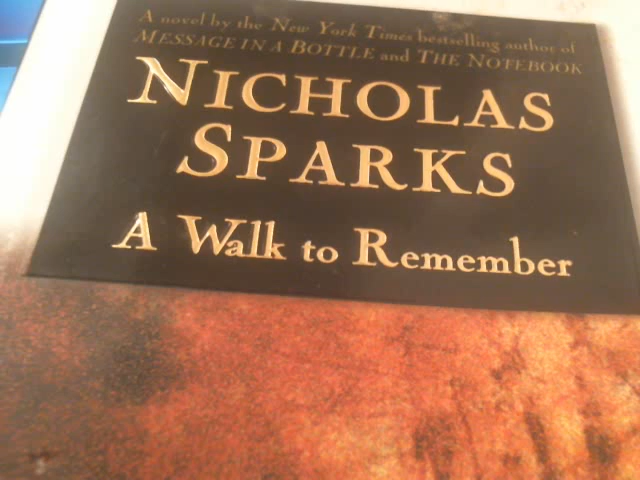 A novel by the New York Times bestselling author of
MESSAGE IN A BOTTLE and THE NOTEBOOK
NICHOLAS
SPARKS
A Walk to Remember